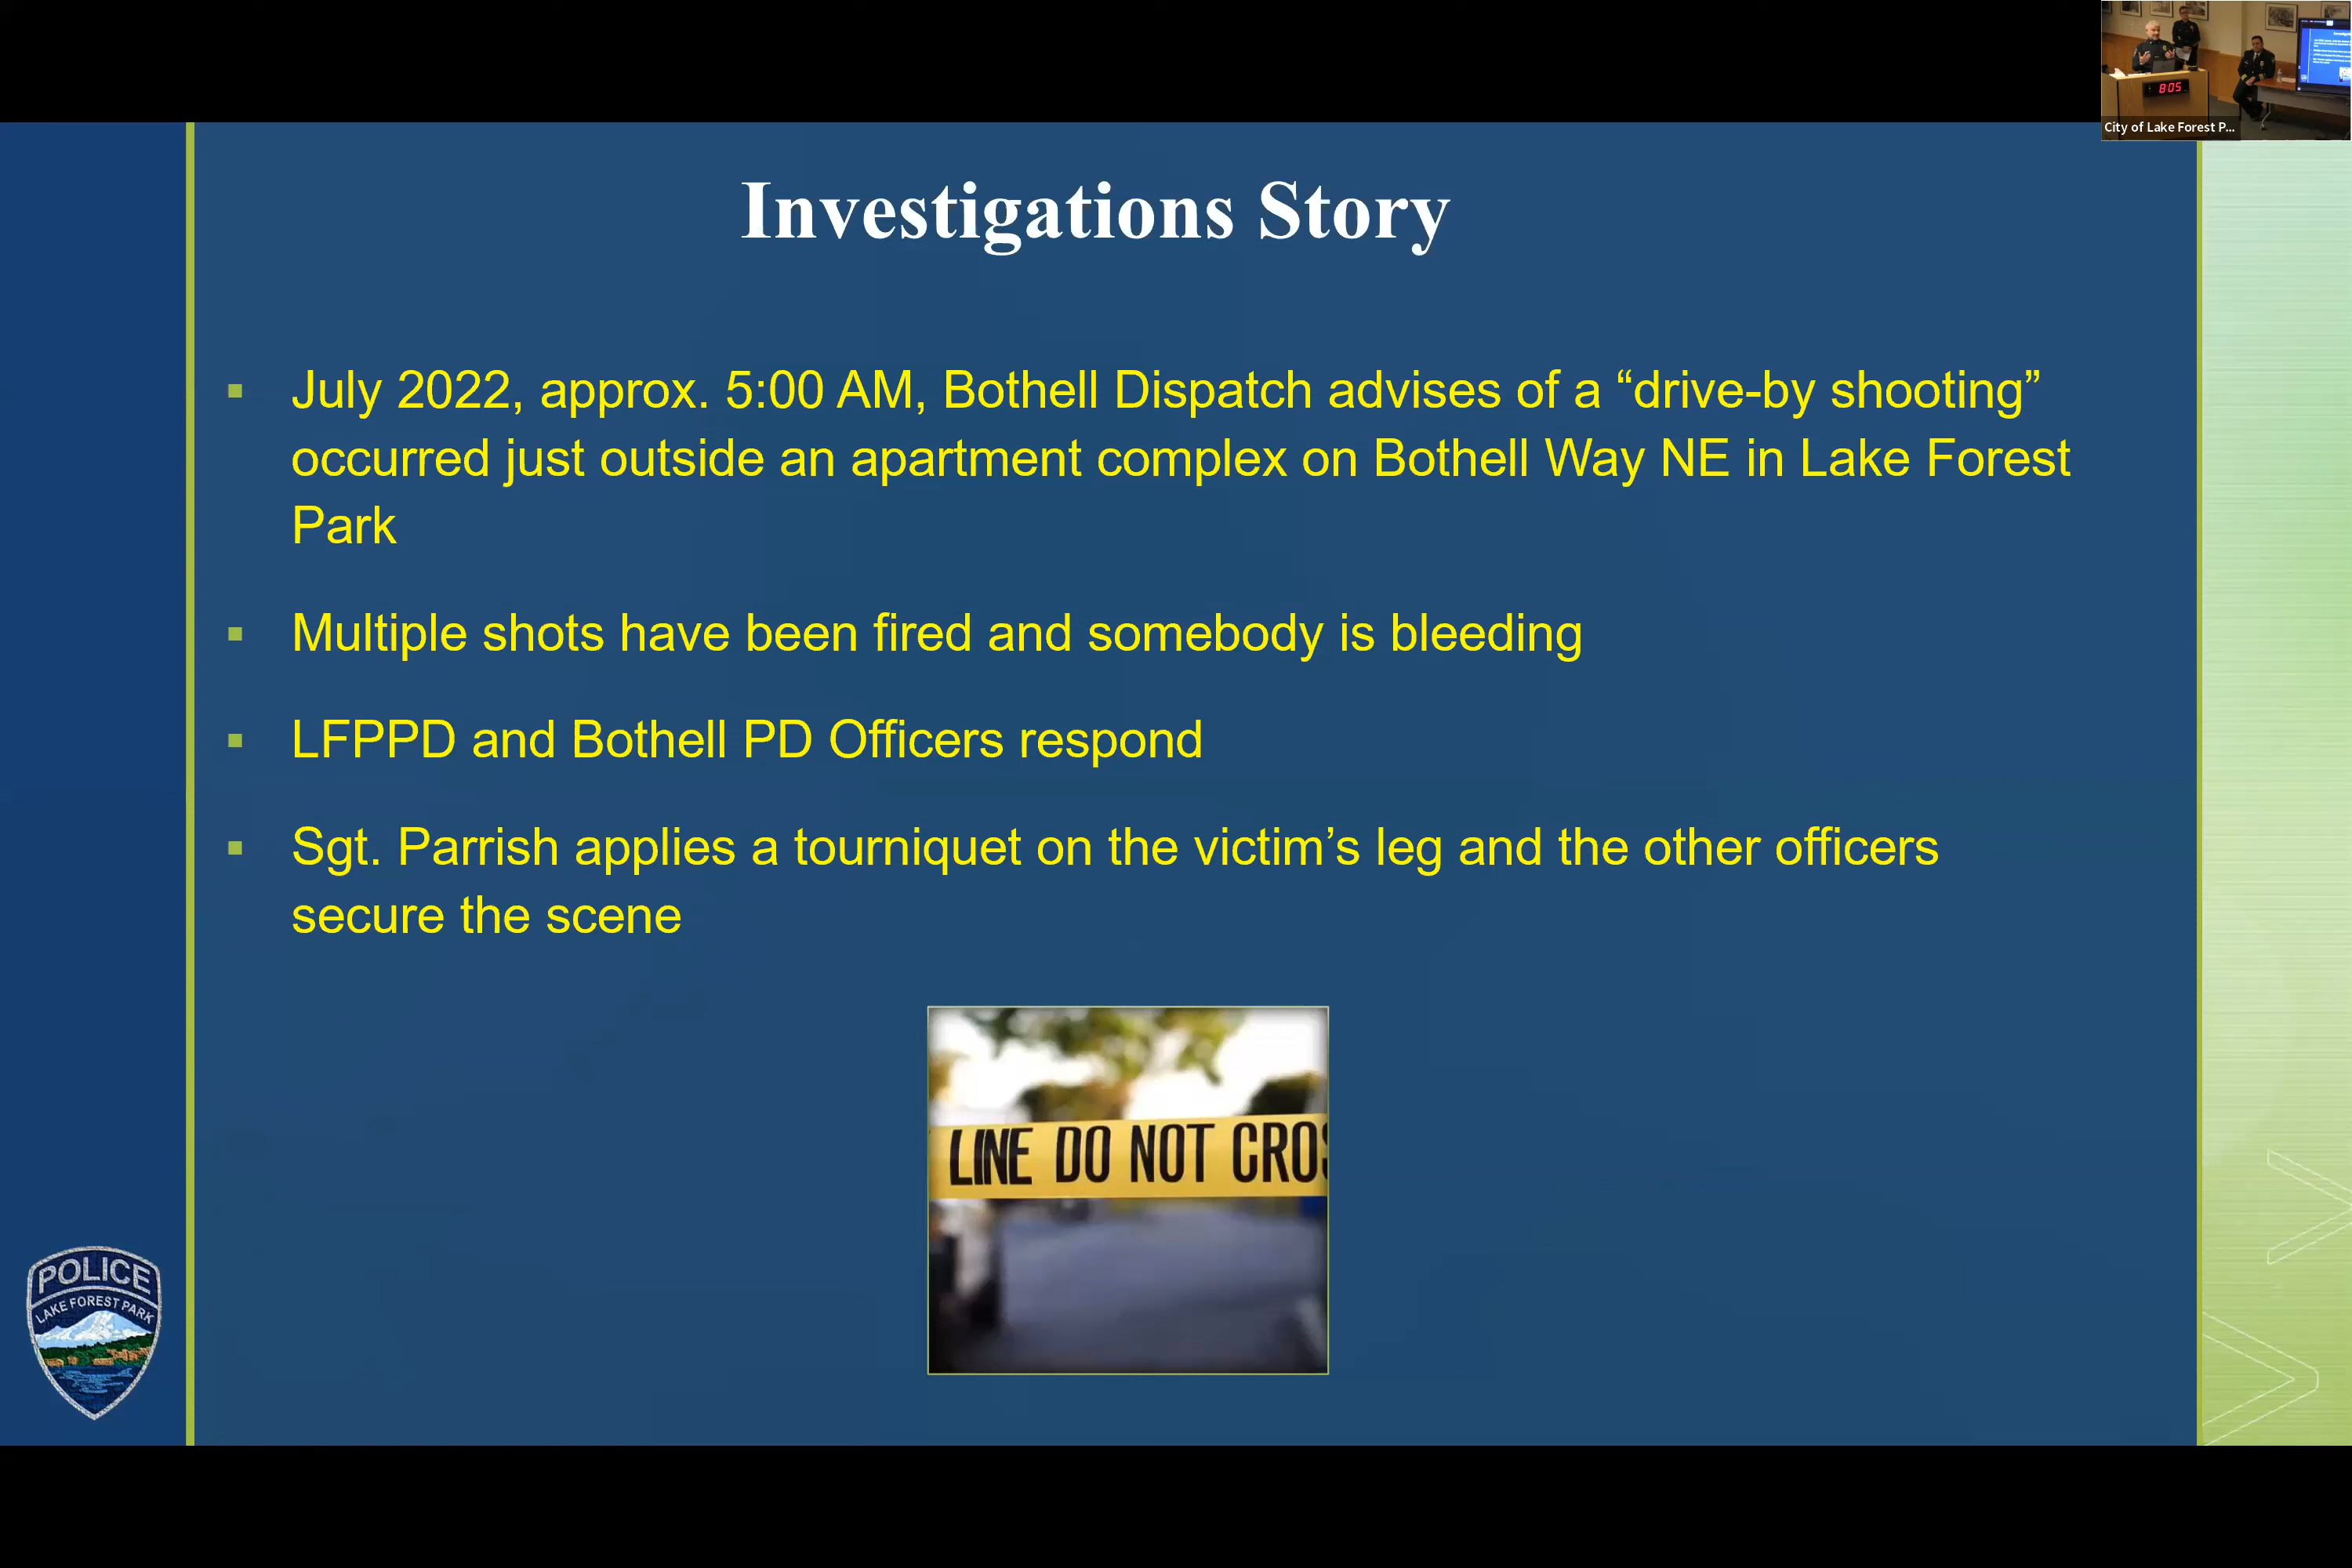 City of Lake Forest P...
8:05
Investigations Story
July 2022, approx. 5:00 AM, Bothell Dispatch advises of a “drive-by shooting”
occurred just outside an apartment complex on Bothell Way NE in Lake Forest
Park
Multiple shots have been fired and somebody is bleeding
LFPPD and Bothell PD Officers respond
Sgt. Parrish applies a tourniquet on the victim’s leg and the other officers
secure the scene
LINE DO NOT CROS
POLICE
LAKE FOREST PARK